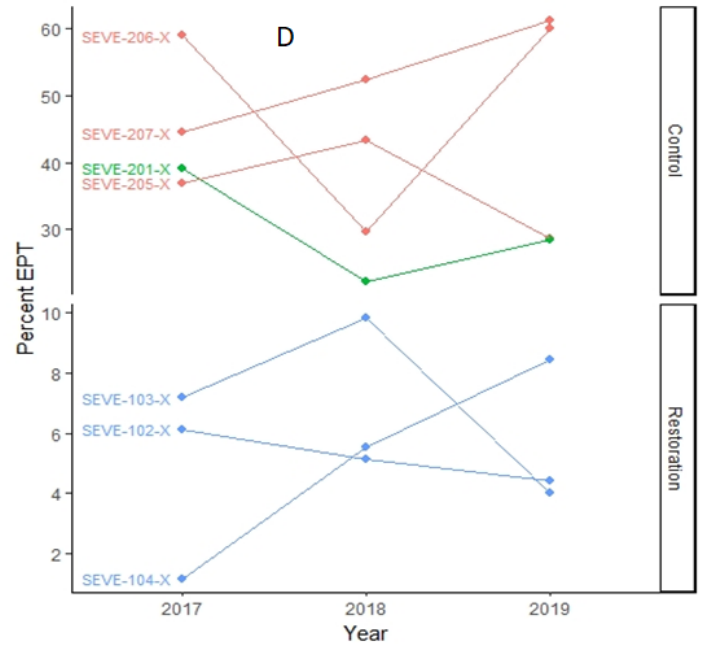 D
60
SEVE-206-X
50
SEVE-207-X
40
SEVE-201-X
SEVE-205-X
30
Control
Percent EPT
10
8
SEVE-103-X
SEVE-102-X
6
4
2
SEVE-104-X
Restoration
2017 2018 2019
Year